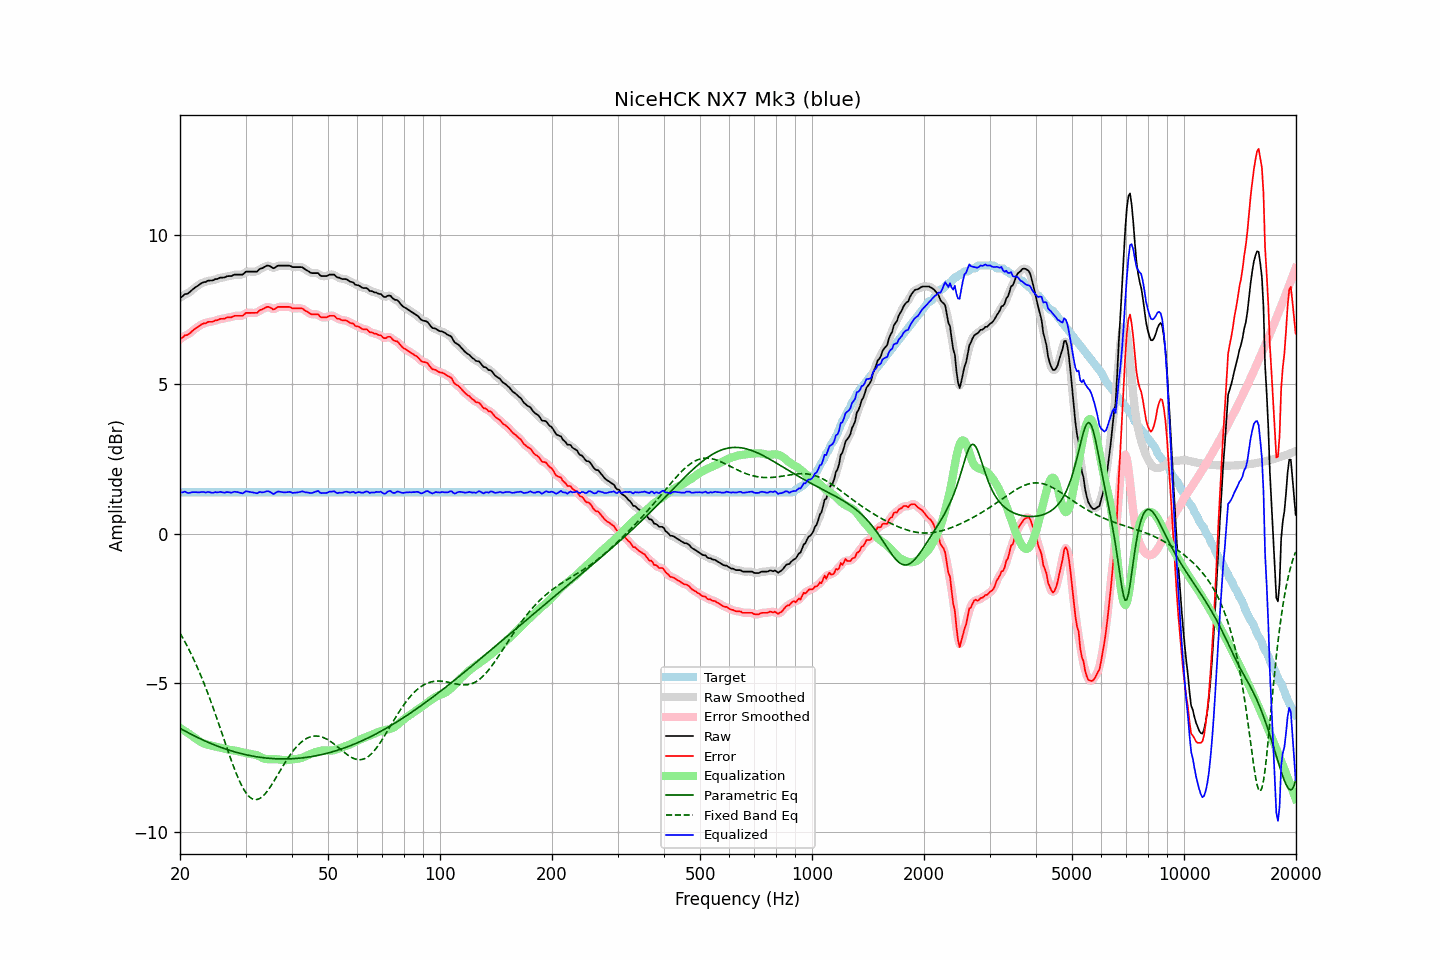 NiceHCK NX7 Mk3 (blue)
Amplitude (dBr)
10
5
0
−5
−10
Target
Raw Smoothed
Error Smoothed
Raw
Error
Equalization
Parametric Eq
Fixed Band Eq
Equalized
20 50 100 200 500 1000 2000 5000 10000 20000
Frequency (Hz)